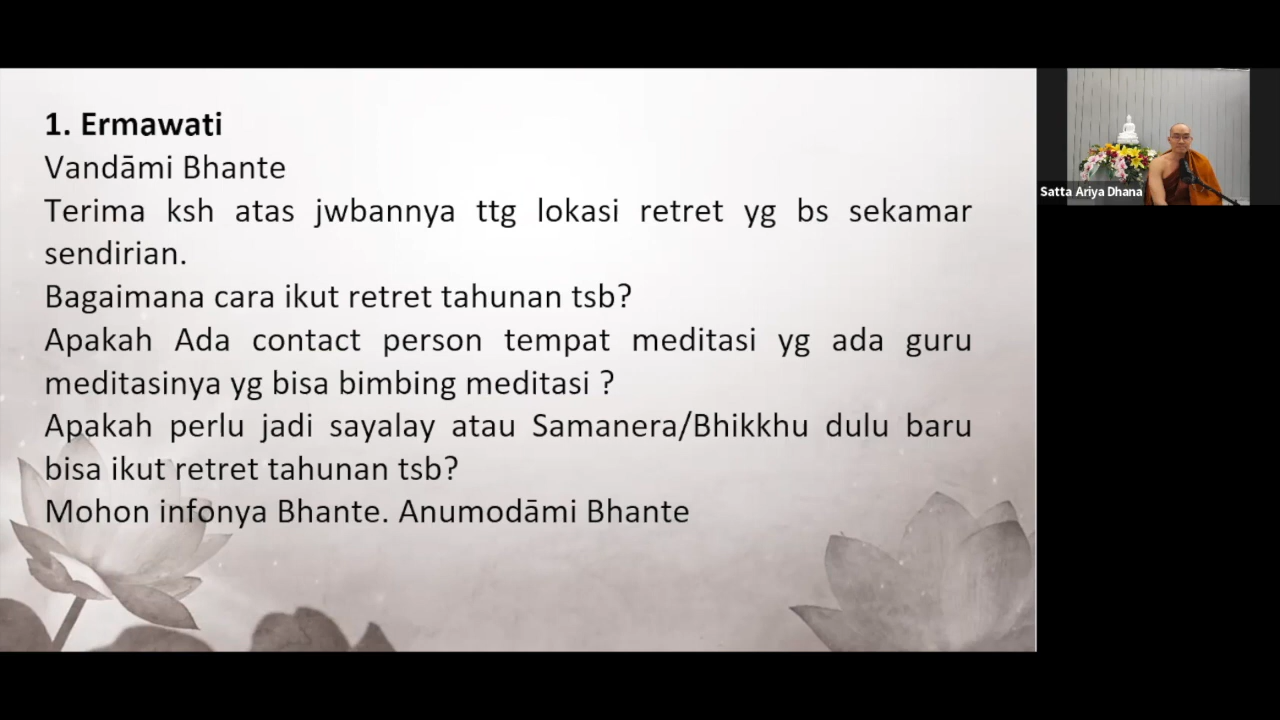 1. Ermawati
Vandāmi Bhante
Terima ksh atas jwbannya ttg lokasi retret yg bs sekamar
sendirian.
Bagaimana cara ikut retret tahunan tsb?
Apakah Ada contact person tempat meditasi yg ada guru
meditasinya yg bisa bimbing meditasi ?
Apakah perlu jadi sayalay atau Samanera/Bhikkhu dulu baru
bisa ikut retret tahunan tsb?
Mohon infonya Bhante. Anumodāmi Bhante
Satta Ariya Dhana